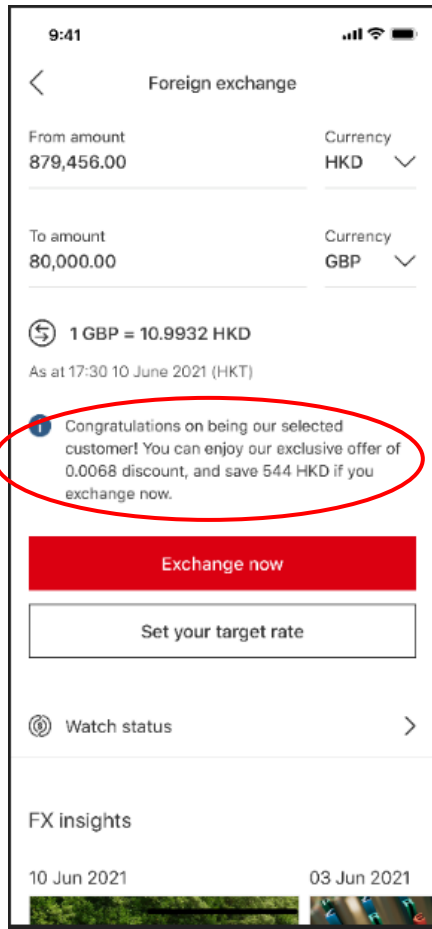 9:41
Foreign exchange
From amount
Currency
879,456.00
HKD
To amount
Currency
80,000.00
GBP
1 GBP = 10.9932 HKD
As at 17:30 10 June 2021 (HKT)
Congratulations on being our selected
customer! You can enjoy our exclusive offer of
0.0068 discount, and save 544 HKD if you
exchange now.
Exchange now
Set your target rate
Watch status
FX insights
10 Jun 2021
03 Jun 2021